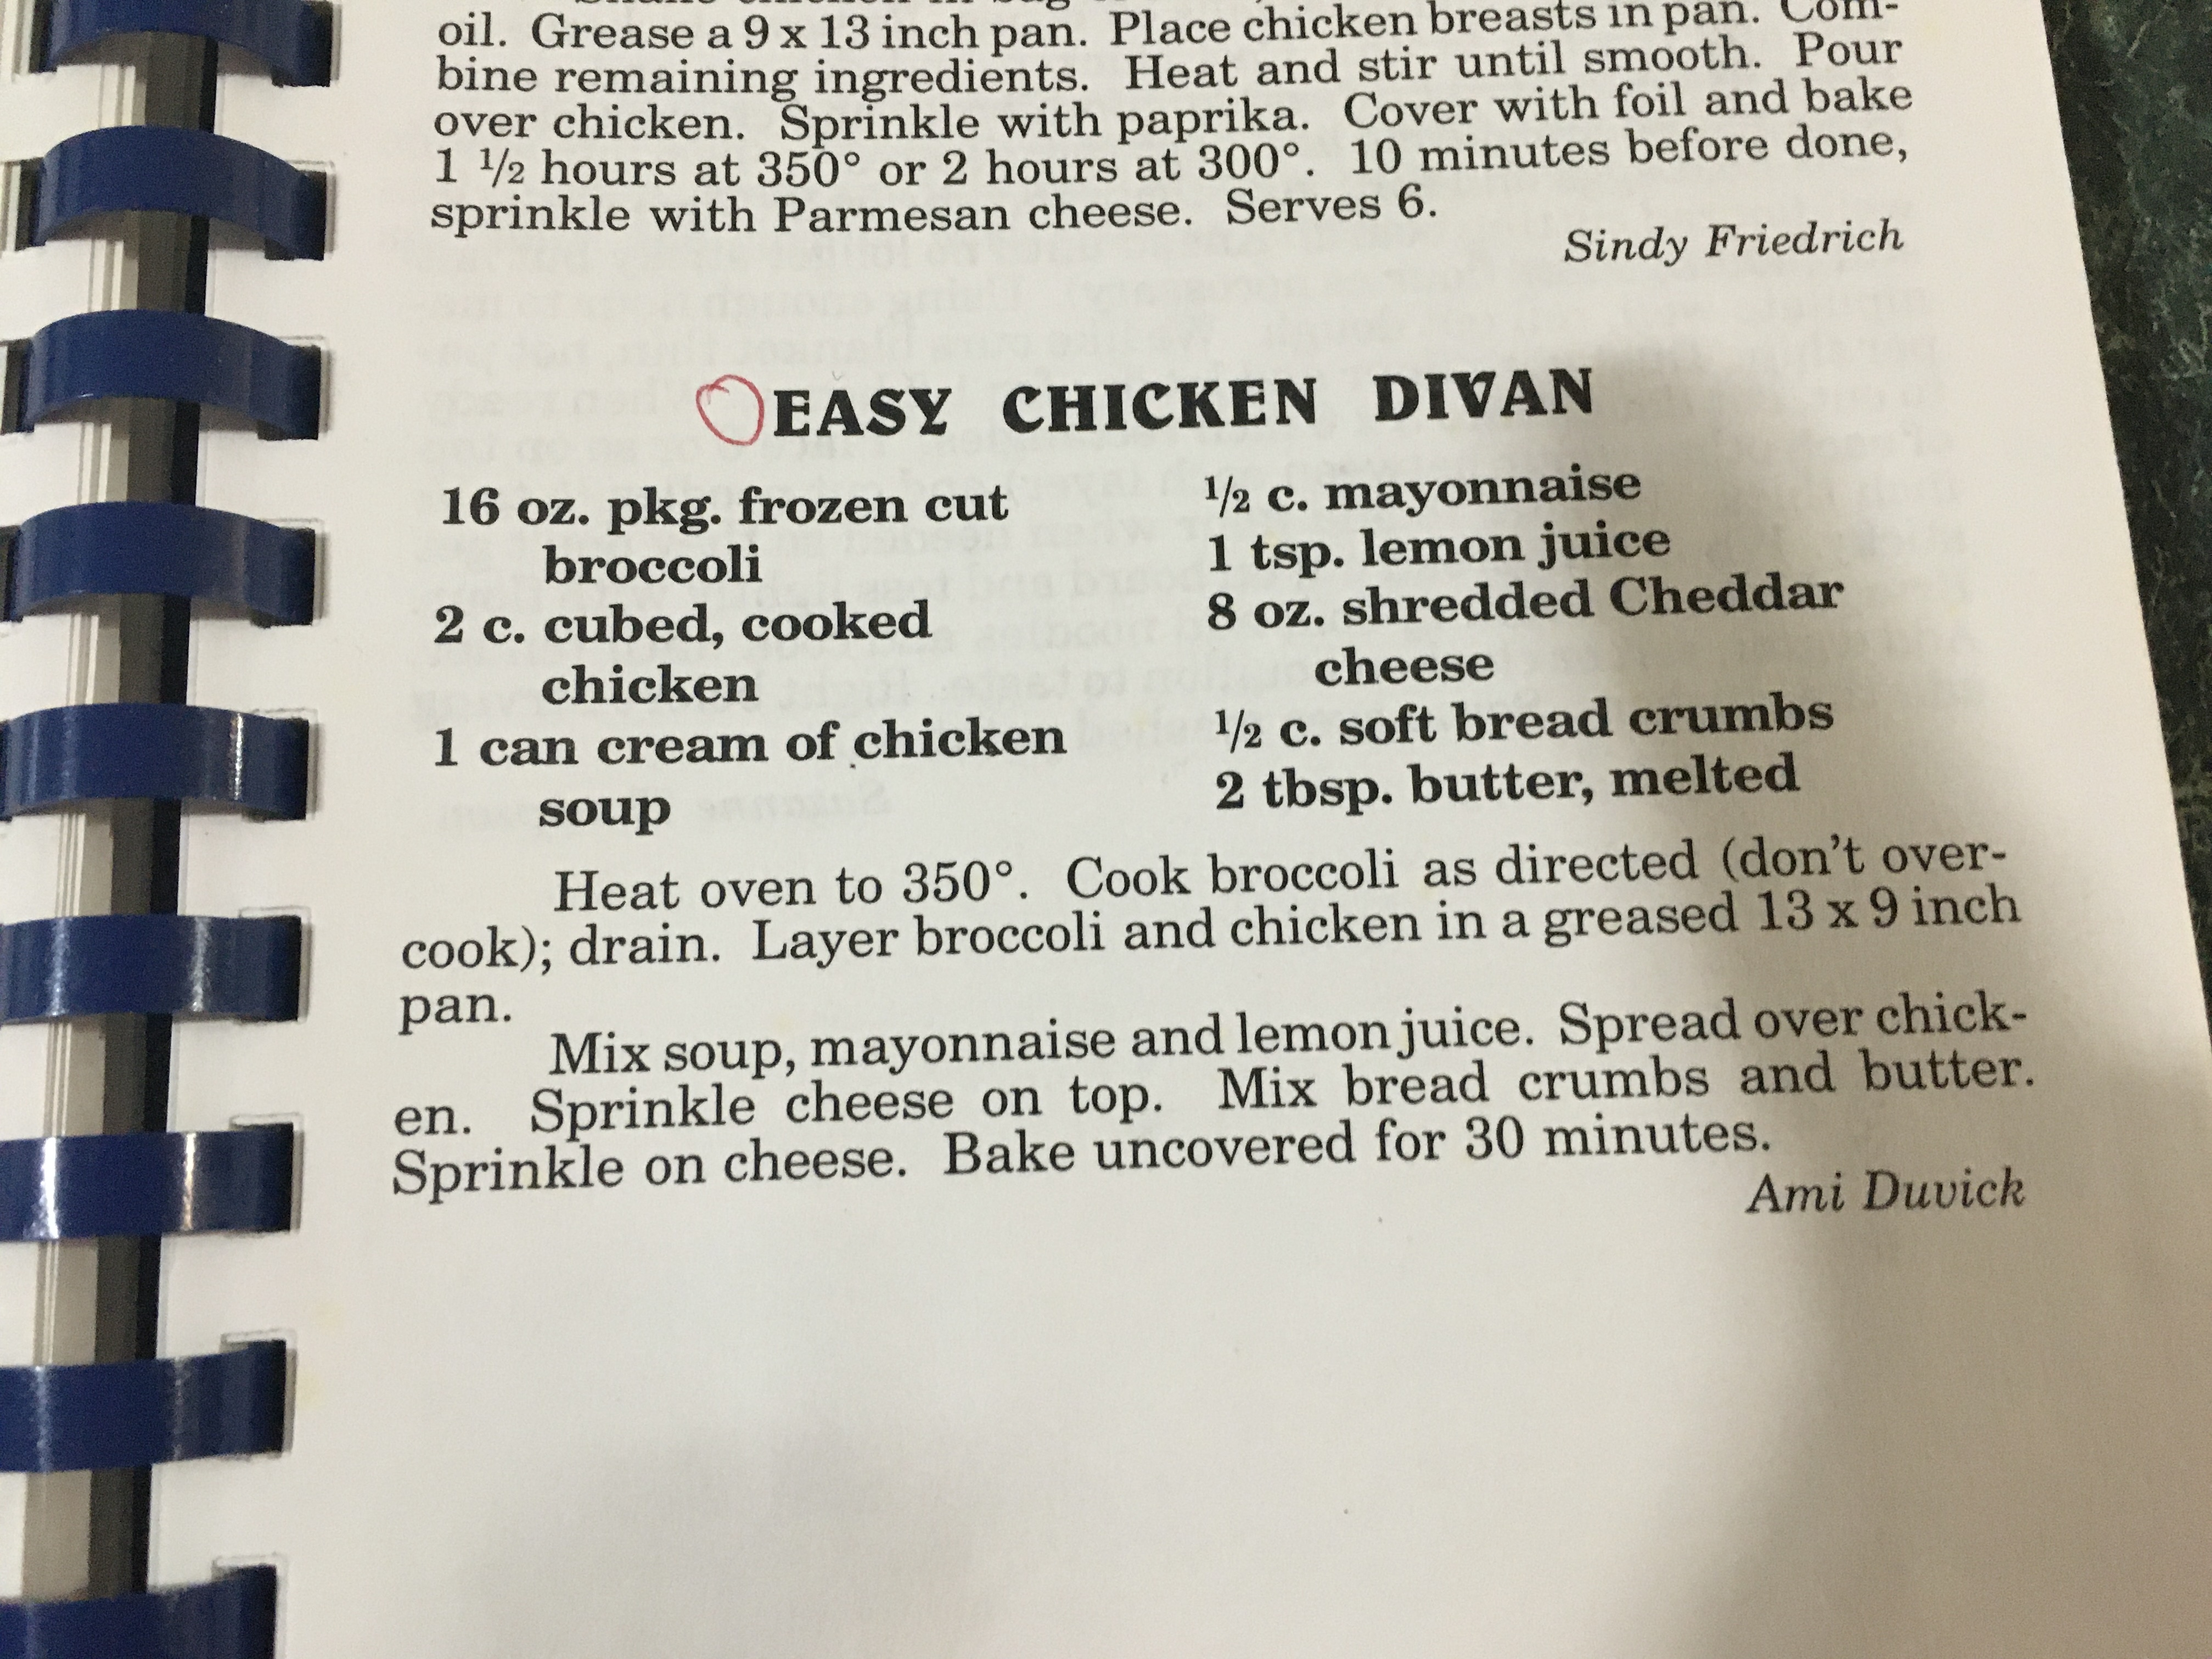 oil. Grease a 9 x 13 inch pan. Place chicken breasts in pan. Com-
bine remaining ingredients. Heat and stir until smooth. Pour
over chicken. Sprinkle with paprika. Cover with foil and bake
1 1/2 hours at 350° or 2 hours at 300°. 10 minutes before done,
sprinkle with Parmesan cheese. Serves 6.
Sindy Friedrich
EASY CHICKEN DIVAN
16 oz. pkg. frozen cut
broccoli
2 c. cubed, cooked
chicken
1 can cream of chicken
soup
1/2 c. mayonnaise
1 tsp. lemon juice
8 oz. shredded Cheddar
cheese
1/2 c. soft bread crumbs
2 tbsp. butter, melted
Heat oven to 350°. Cook broccoli as directed (don't over-
cook); drain. Layer broccoli and chicken in a greased 13 x 9 inch
pan.
Mix soup, mayonnaise and lemon juice. Spread over chick-
en. Sprinkle cheese on top. Mix bread crumbs and butter.
Sprinkle on cheese. Bake uncovered for 30 minutes.
Ami Duvick